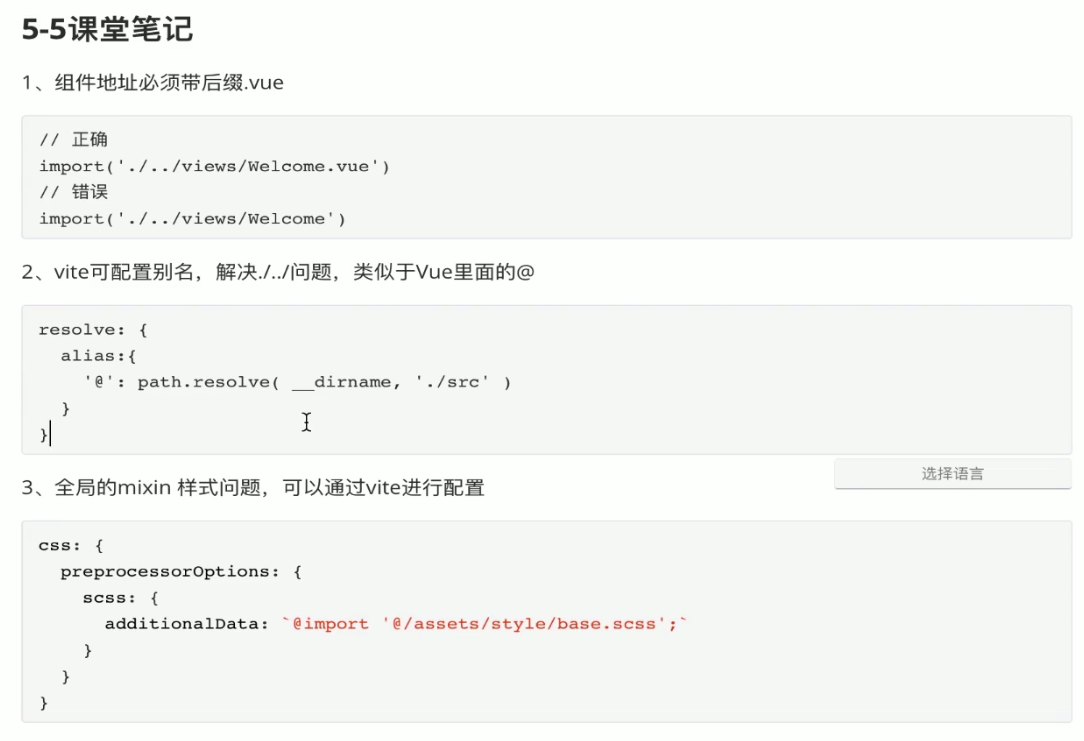 5-5课堂笔记
1、组件地址必须带后缀.vue
// 正确
import('./../views/Welcome.vue')
// 错误
import('./../views/Welcome')
2、vite可配置别名，解决./../问题，类似于Vue里面的@
resolve: {
  alias:{
    '@': path.resolve( __dirname, './src' )
  }
}
选择语言
3、全局的mixin 样式问题，可以通过vite进行配置
css: {
  preprocessorOptions: {
    scss: {
      additionalData: `@import '@/assets/style/base.scss';`
    }
  }
}